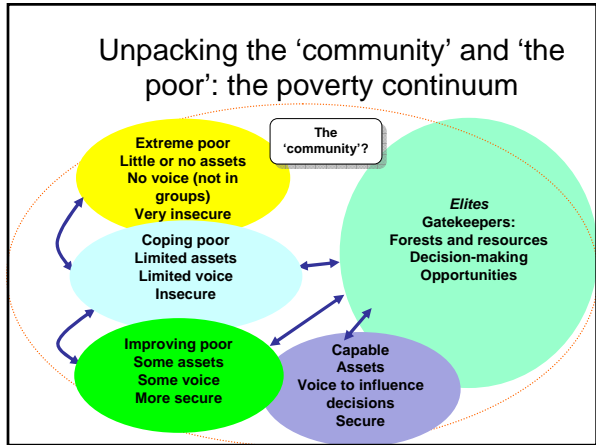 Unpacking the ‘community’ and ‘the
poor’: the poverty continuum
The
‘community’?
Extreme poor
Little or no assets
No voice (not in
groups)
Very insecure
Coping poor
Limited assets
Limited voice
Insecure
Improving poor
Some assets
Some voice
More secure
Capable
Assets
Voice to influence
decisions
Secure
Elites
Gatekeepers:
Forests and resources
Decision-making
Opportunities